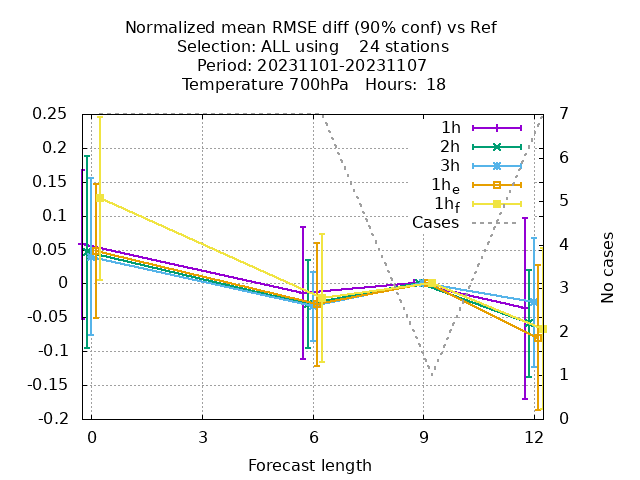 Normalized mean RMSE diff (90% conf) vs Ref
Selection: ALL using    24 stations
Period: 20231101-20231107
Temperature 700hPa   Hours:  18
0.25
0.2
0.15
0.1
0.05
0
-0.05
-0.1
-0.15
-0.2
7
6
5
4
3
2
1
0
1h
2h
3h
1he
1hf
Cases
No cases
0 3 6 9 12
Forecast length